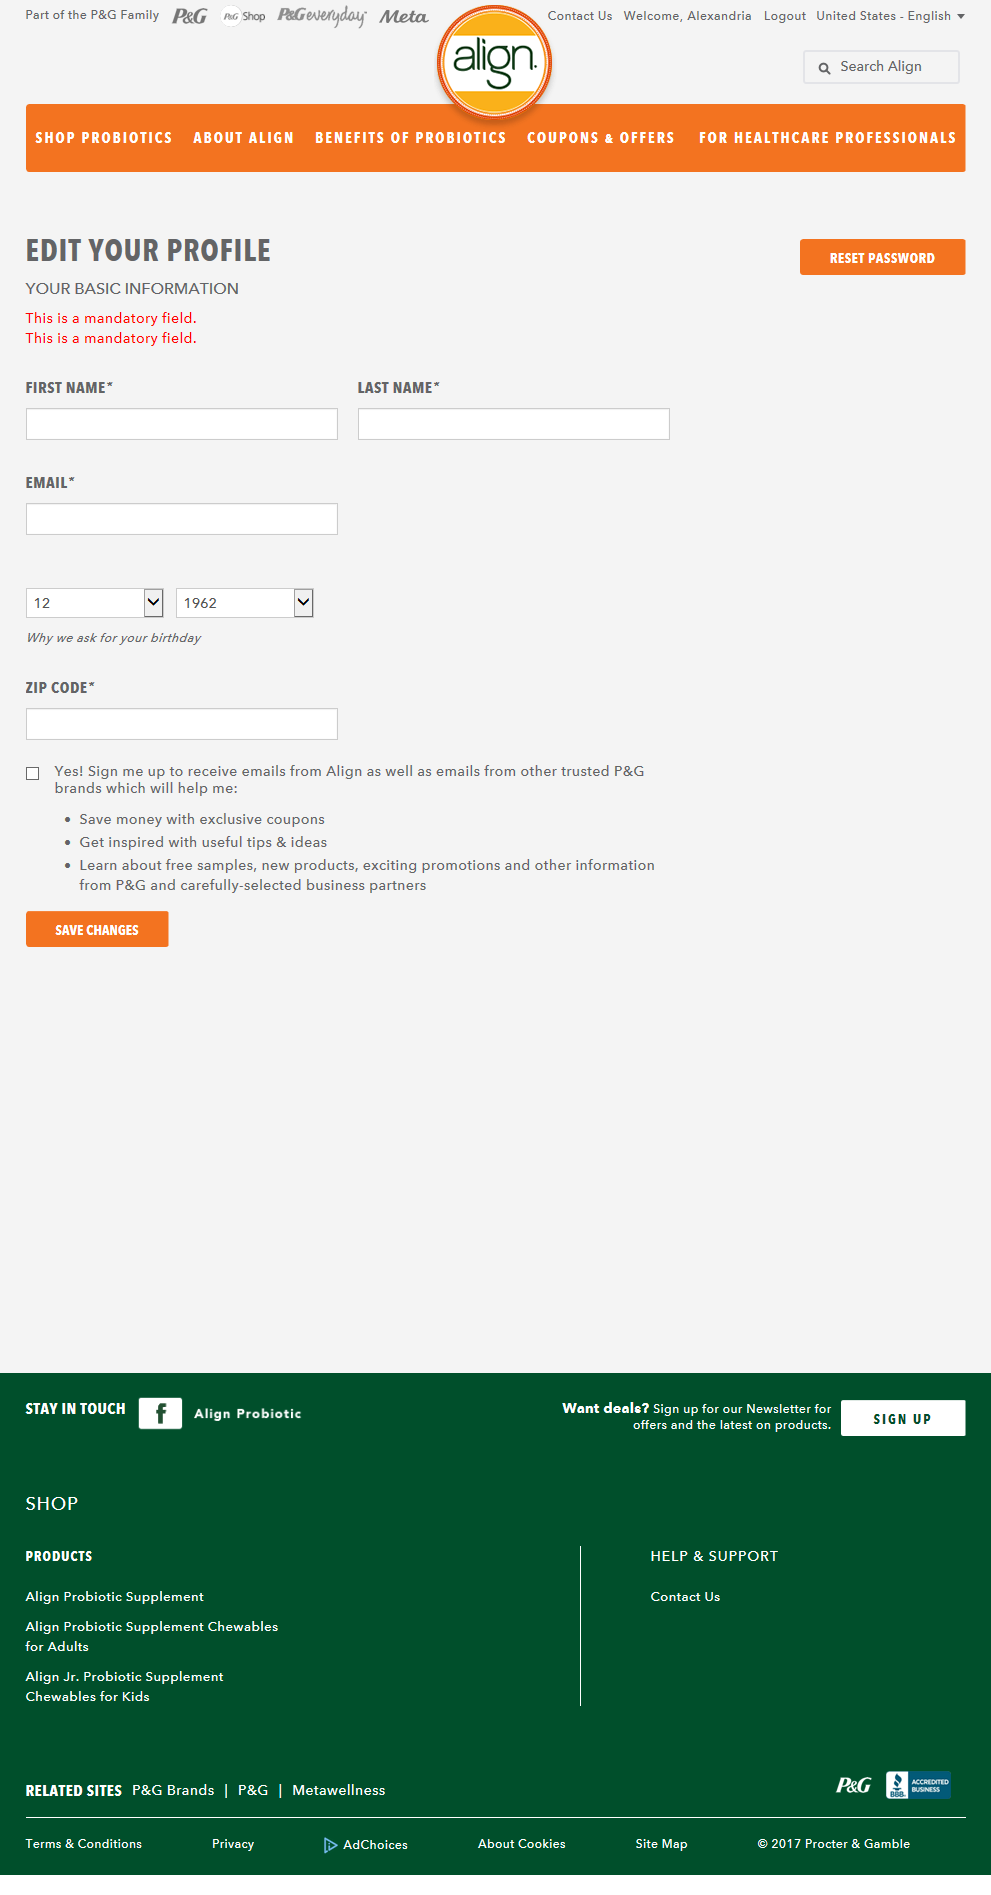 Part of the P&G Family P&G P&G Shop P&G everyday Meta
Contact Us Welcome, Alexandria Logout United States - English
align.
Search Align
SHOP PROBIOTICS ABOUT ALIGN BENEFITS OF PROBIOTICS COUPONS & OFFERS FOR HEALTHCARE PROFESSIONALS
EDIT YOUR PROFILE
RESET PASSWORD
YOUR BASIC INFORMATION
This is a mandatory field.
This is a mandatory field.
FIRST NAME* LAST NAME*
EMAIL*
12 1962
Why we ask for your birthday
ZIP CODE*
Yes! Sign me up to receive emails from Align as well as emails from other trusted P&G
brands which will help me:
• Save money with exclusive coupons
• Get inspired with useful tips & ideas
• Learn about free samples, new products, exciting promotions and other information
from P&G and carefully-selected business partners
SAVE CHANGES
STAY IN TOUCH f Align Probiotic
Want deals? Sign up for our Newsletter for
offers and the latest on products.
SIGN UP
SHOP
PRODUCTS
Align Probiotic Supplement
Align Probiotic Supplement Chewables
for Adults
Align Jr. Probiotic Supplement
Chewables for Kids
HELP & SUPPORT
Contact Us
RELATED SITES P&G Brands | P&G | Metawellness
P&G
BBB. ACCREDITED
BUSINESS
Terms & Conditions Privacy AdChoices About Cookies Site Map © 2017 Procter & Gamble